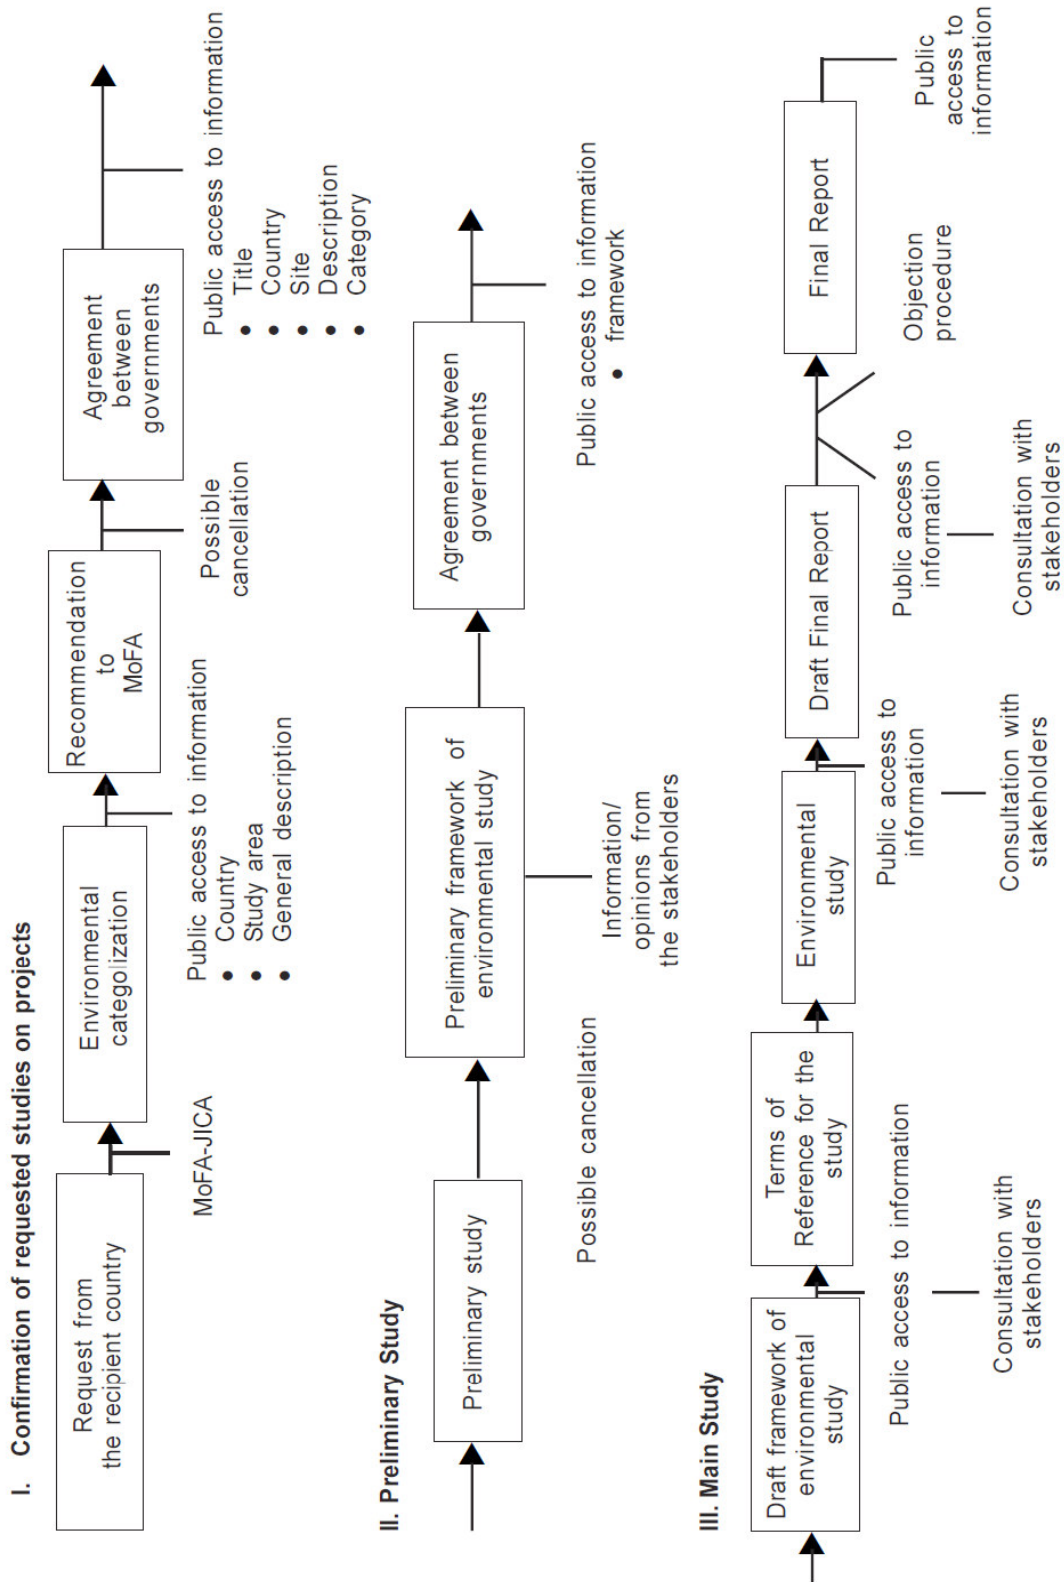 I.   Confirmation of requested studies on projects
Request from
the recipient country
MoFA-JICA
Environmental
categolization
Public access to information
• Country
• Study area
• General description
Recommendation
to
MoFA
Possible
cancellation
Agreement
between
governments
Public access to information
• Title
• Country
• Site
• Description
• Category
II. Preliminary Study
Preliminary study
Possible cancellation
Preliminary framework of
environmental study
Information/
opinions from
the stakeholders
Agreement between
governments
Public access to information
• framework
III. Main Study
Draft framework of
environmental
study
Public access to information
Consultation with
stakeholders
Terms of
Reference for the
study
Environmental
study
Public access to
information
Consultation with
stakeholders
Draft Final Report
Public access to
information
Consultation with
stakeholders
Objection
procedure
Final Report
Public
access to
information